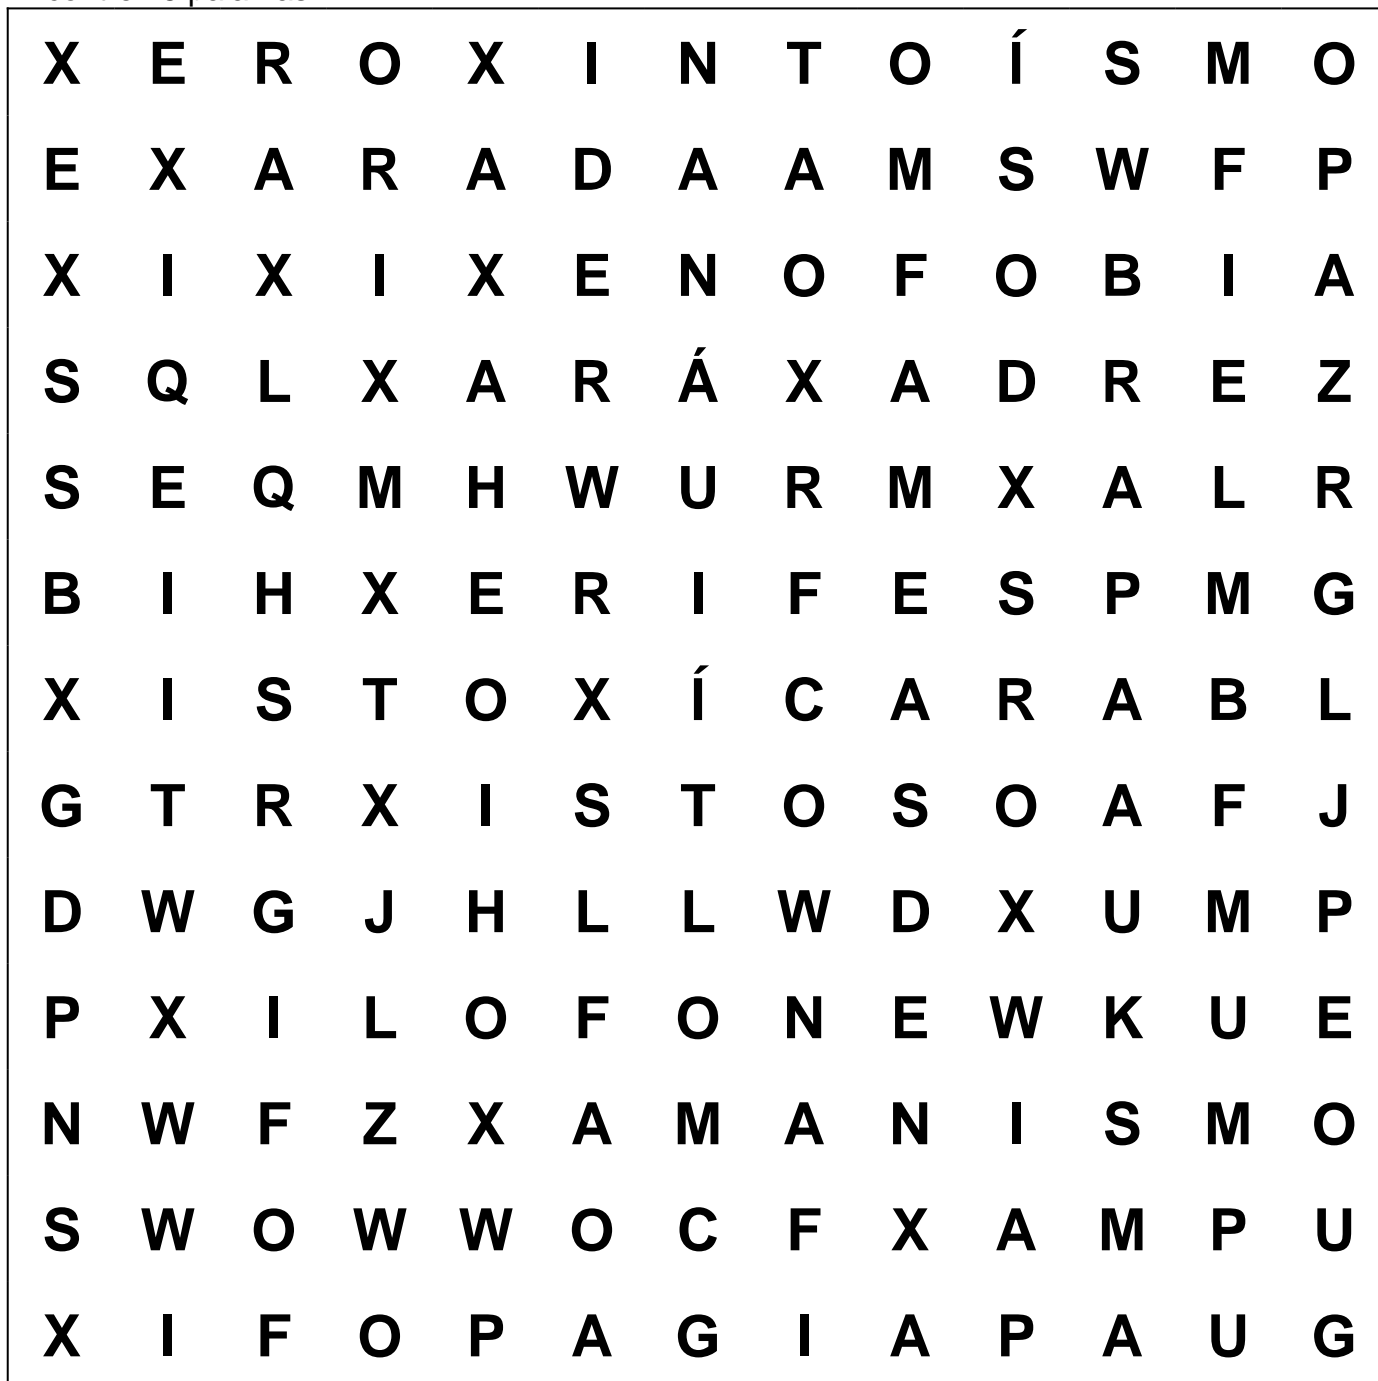 X E R O X I N T O Í S M O
E X A R A D A A M S W F P
X I X I X E N O F O B I A
S Q L X A R Á X A D R E Z
S E Q M H W U R M X A L R
B I H X E R I F E S P M G
X I S T O X Í C A R A B L
G T R X I S T O S O A F J
D W G J H L L W D X U M P
P X I L O F O N E W K U E
N W F Z X A M A N I S M O
S W O W W O C F X A M P U
X I F O P A G I A P A U G